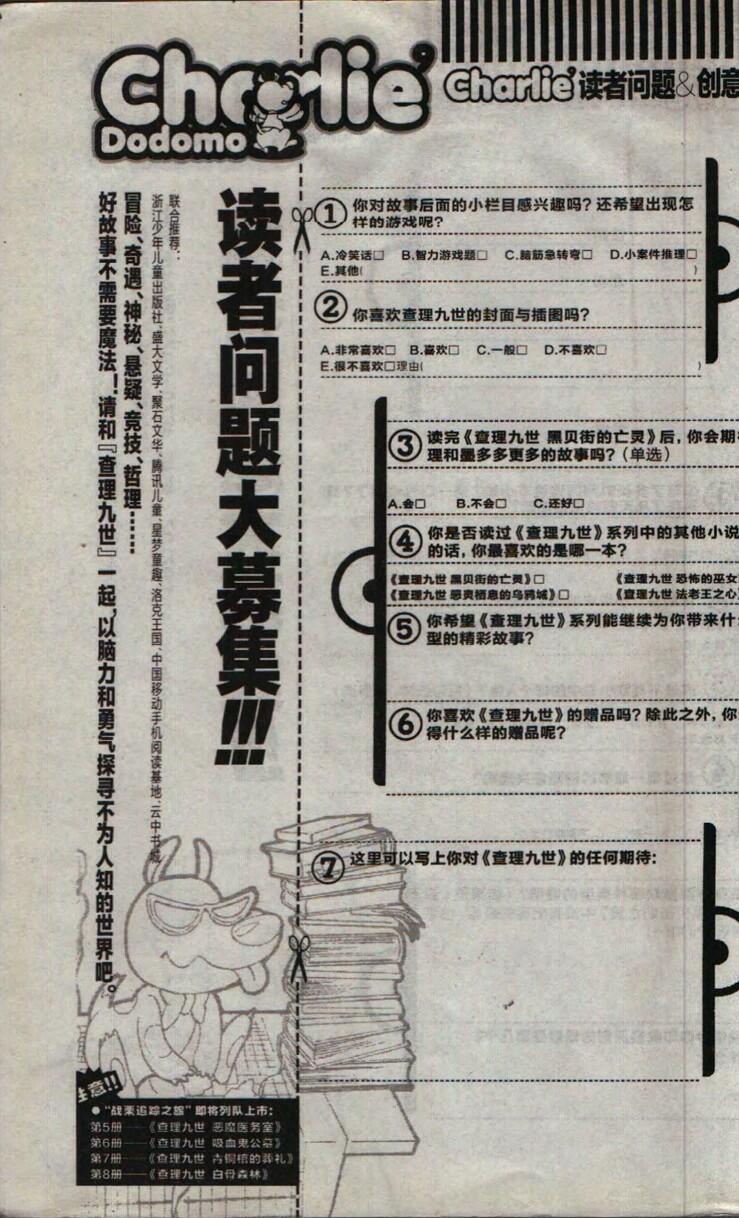 Charlie9
Dodomo
Charlie9 读者问题&创意
读者问题大募集!!!
联合推荐：
浙江少年儿童出版社、盛大文学、聚石文华、腾讯儿童、星梦童趣、洛克王国、中国移动手机阅读基地、云中书城
冒险、奇遇、神秘、悬疑、竞技、哲理……
好故事不需要魔法！请和『查理九世』一起，以脑力和勇气探寻不为人知的世界吧。
① 你对故事后面的小栏目感兴趣吗？还希望出现怎
样的游戏呢？
A.冷笑话□ B.智力游戏题□ C.脑筋急转弯□ D.小案件推理□
E.其他( )
② 你喜欢查理九世的封面与插图吗？
A.非常喜欢□ B.喜欢□ C.一般□ D.不喜欢□
E.很不喜欢□理由( )
③ 读完《查理九世 黑贝街的亡灵》后，你会期
理和墨多多更多的故事吗？（单选）
A.会□ B.不会□ C.还好□
④ 你是否读过《查理九世》系列中的其他小说
的话，你最喜欢的是哪一本？
《查理九世 黑贝街的亡灵》□ 《查理九世 恐怖的巫女
《查理九世 恶灵栖息的乌鸦城》□ 《查理九世 法老王之心
⑤ 你希望《查理九世》系列能继续为你带来什
型的精彩故事？
⑥ 你喜欢《查理九世》的赠品吗？除此之外，你
得什么样的赠品呢？
⑦ 这里可以写上你对《查理九世》的任何期待：
注意!!
● “战栗追踪之旅”即将列队上市：
第5册——《查理九世 恶魔医务室》
第6册——《查理九世 吸血鬼公墓》
第7册——《查理九世 青铜棺的葬礼》
第8册——《查理九世 白骨森林》